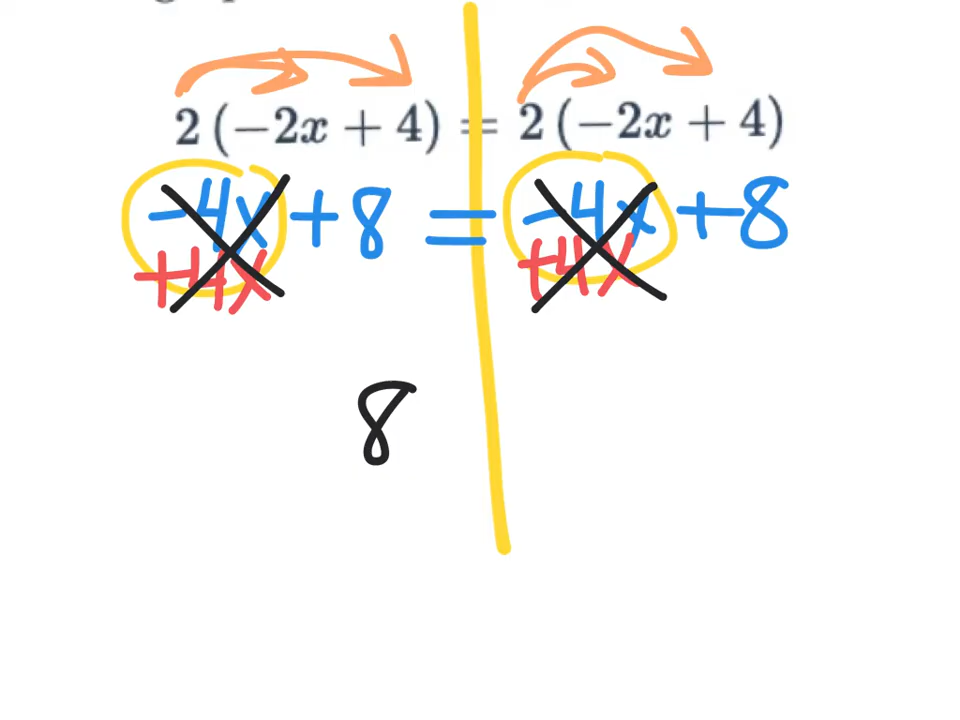 2(−2x + 4) = 2(−2x + 4)
-4x + 8 = -4x + 8
+4x +4x
8